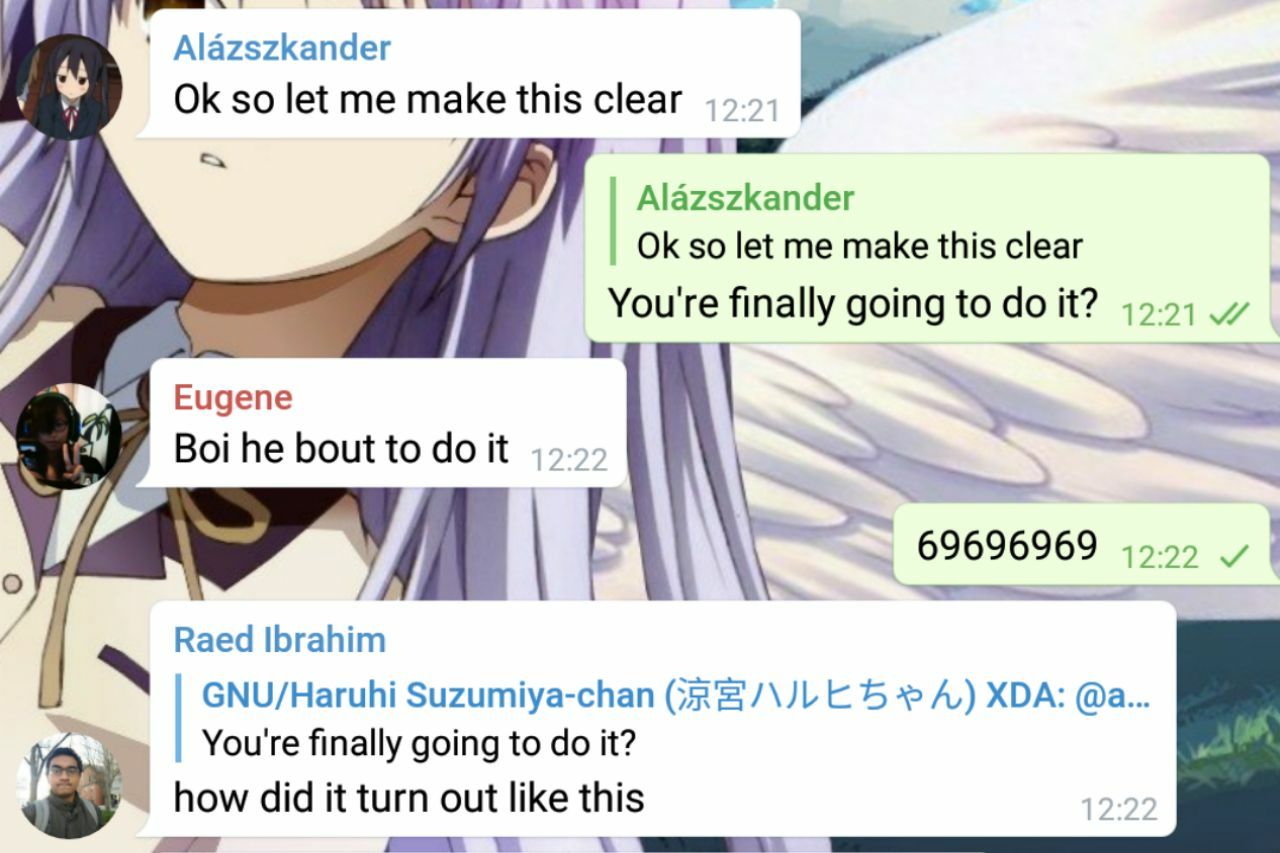 Alázszkander
Ok so let me make this clear 12:21
Alázszkander
Ok so let me make this clear
You're finally going to do it? 12:21
Eugene
Boi he bout to do it 12:22
69696969 12:22
Raed Ibrahim
GNU/Haruhi Suzumiya-chan (涼宮ハルヒちゃん) XDA: @a...
You're finally going to do it?
how did it turn out like this 12:22